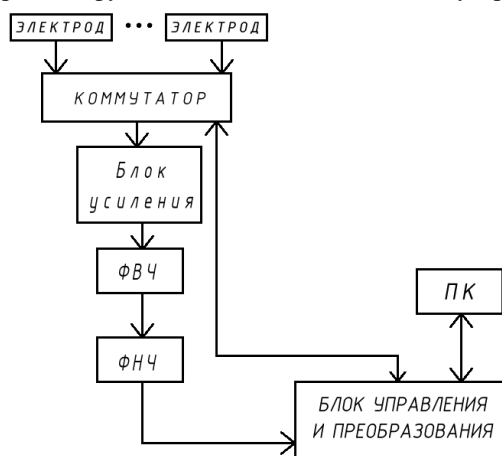 ЭЛЕКТРОД ... ЭЛЕКТРОД
КОММУТАТОР
Блок
усиления
ФВЧ
ПК
ФНЧ
БЛОК УПРАВЛЕНИЯ
И ПРЕОБРАЗОВАНИЯ